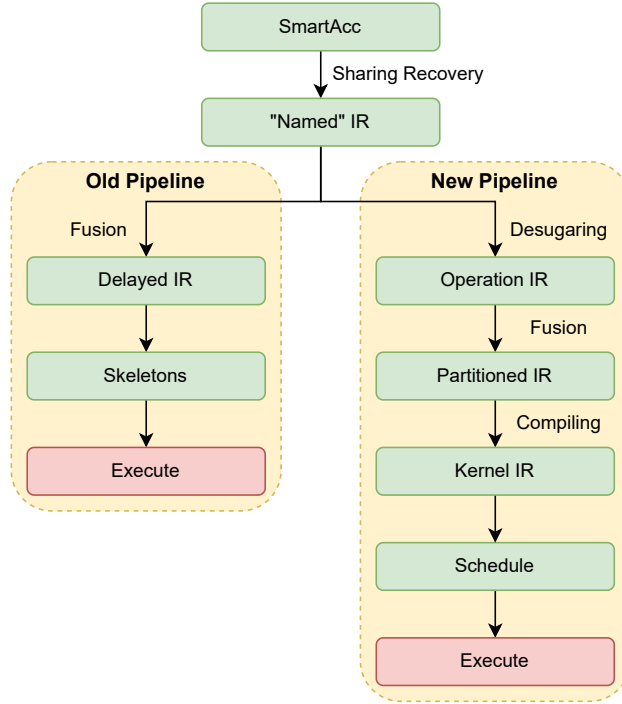 SmartAcc
Sharing Recovery
"Named" IR
Old Pipeline
Fusion
Delayed IR
Skeletons
Execute
New Pipeline
Desugaring
Operation IR
Fusion
Partitioned IR
Compiling
Kernel IR
Schedule
Execute